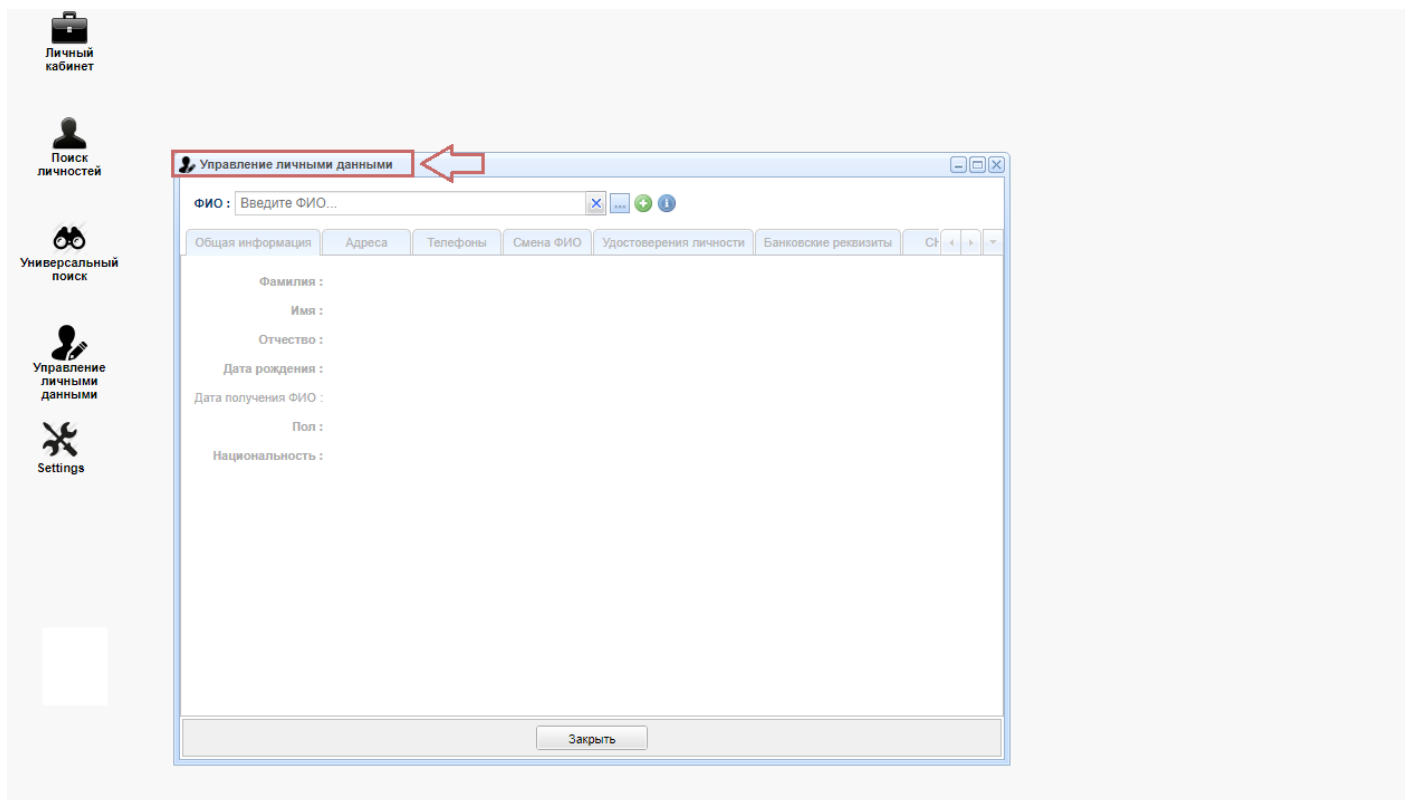 Личный
кабинет
Поиск
личностей
Универсальный
поиск
Управление
личными
данными
Settings
Управление личными данными
ФИО : Введите ФИО...
Общая информация Адреса Телефоны Смена ФИО Удостоверения личности Банковские реквизиты
Фамилия :
Имя :
Отчество :
Дата рождения :
Дата получения ФИО :
Пол :
Национальность :
Закрыть